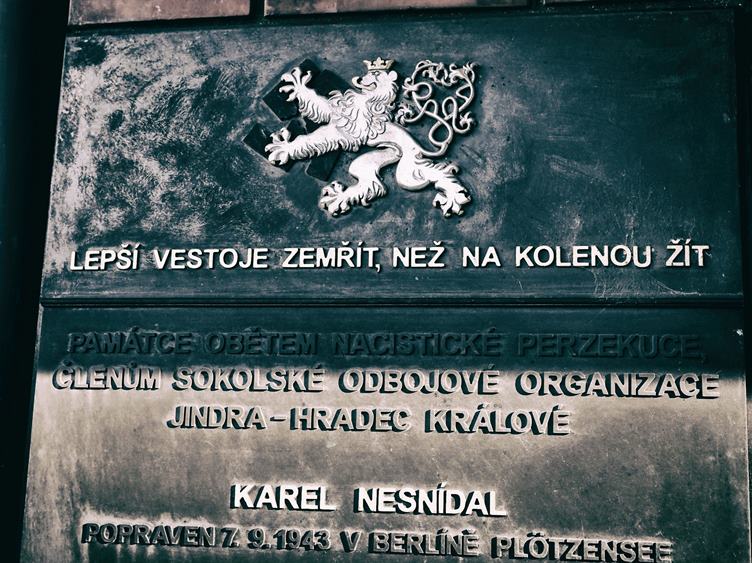 LEPŠÍ VESTOJE ZEMŘÍT, NEŽ NA KOLENOU ŽÍT
PAMÁTCE OBĚTEM NACISTICKÉ PERZEKUCE,
ČLENŮM SOKOLSKÉ ODBOJOVÉ ORGANIZACE
JINDRA – HRADEC KRÁLOVÉ
KAREL NESNÍDAL
POPRAVEN 7. 9. 1943 V BERLÍNĚ PLÖTZENSEE